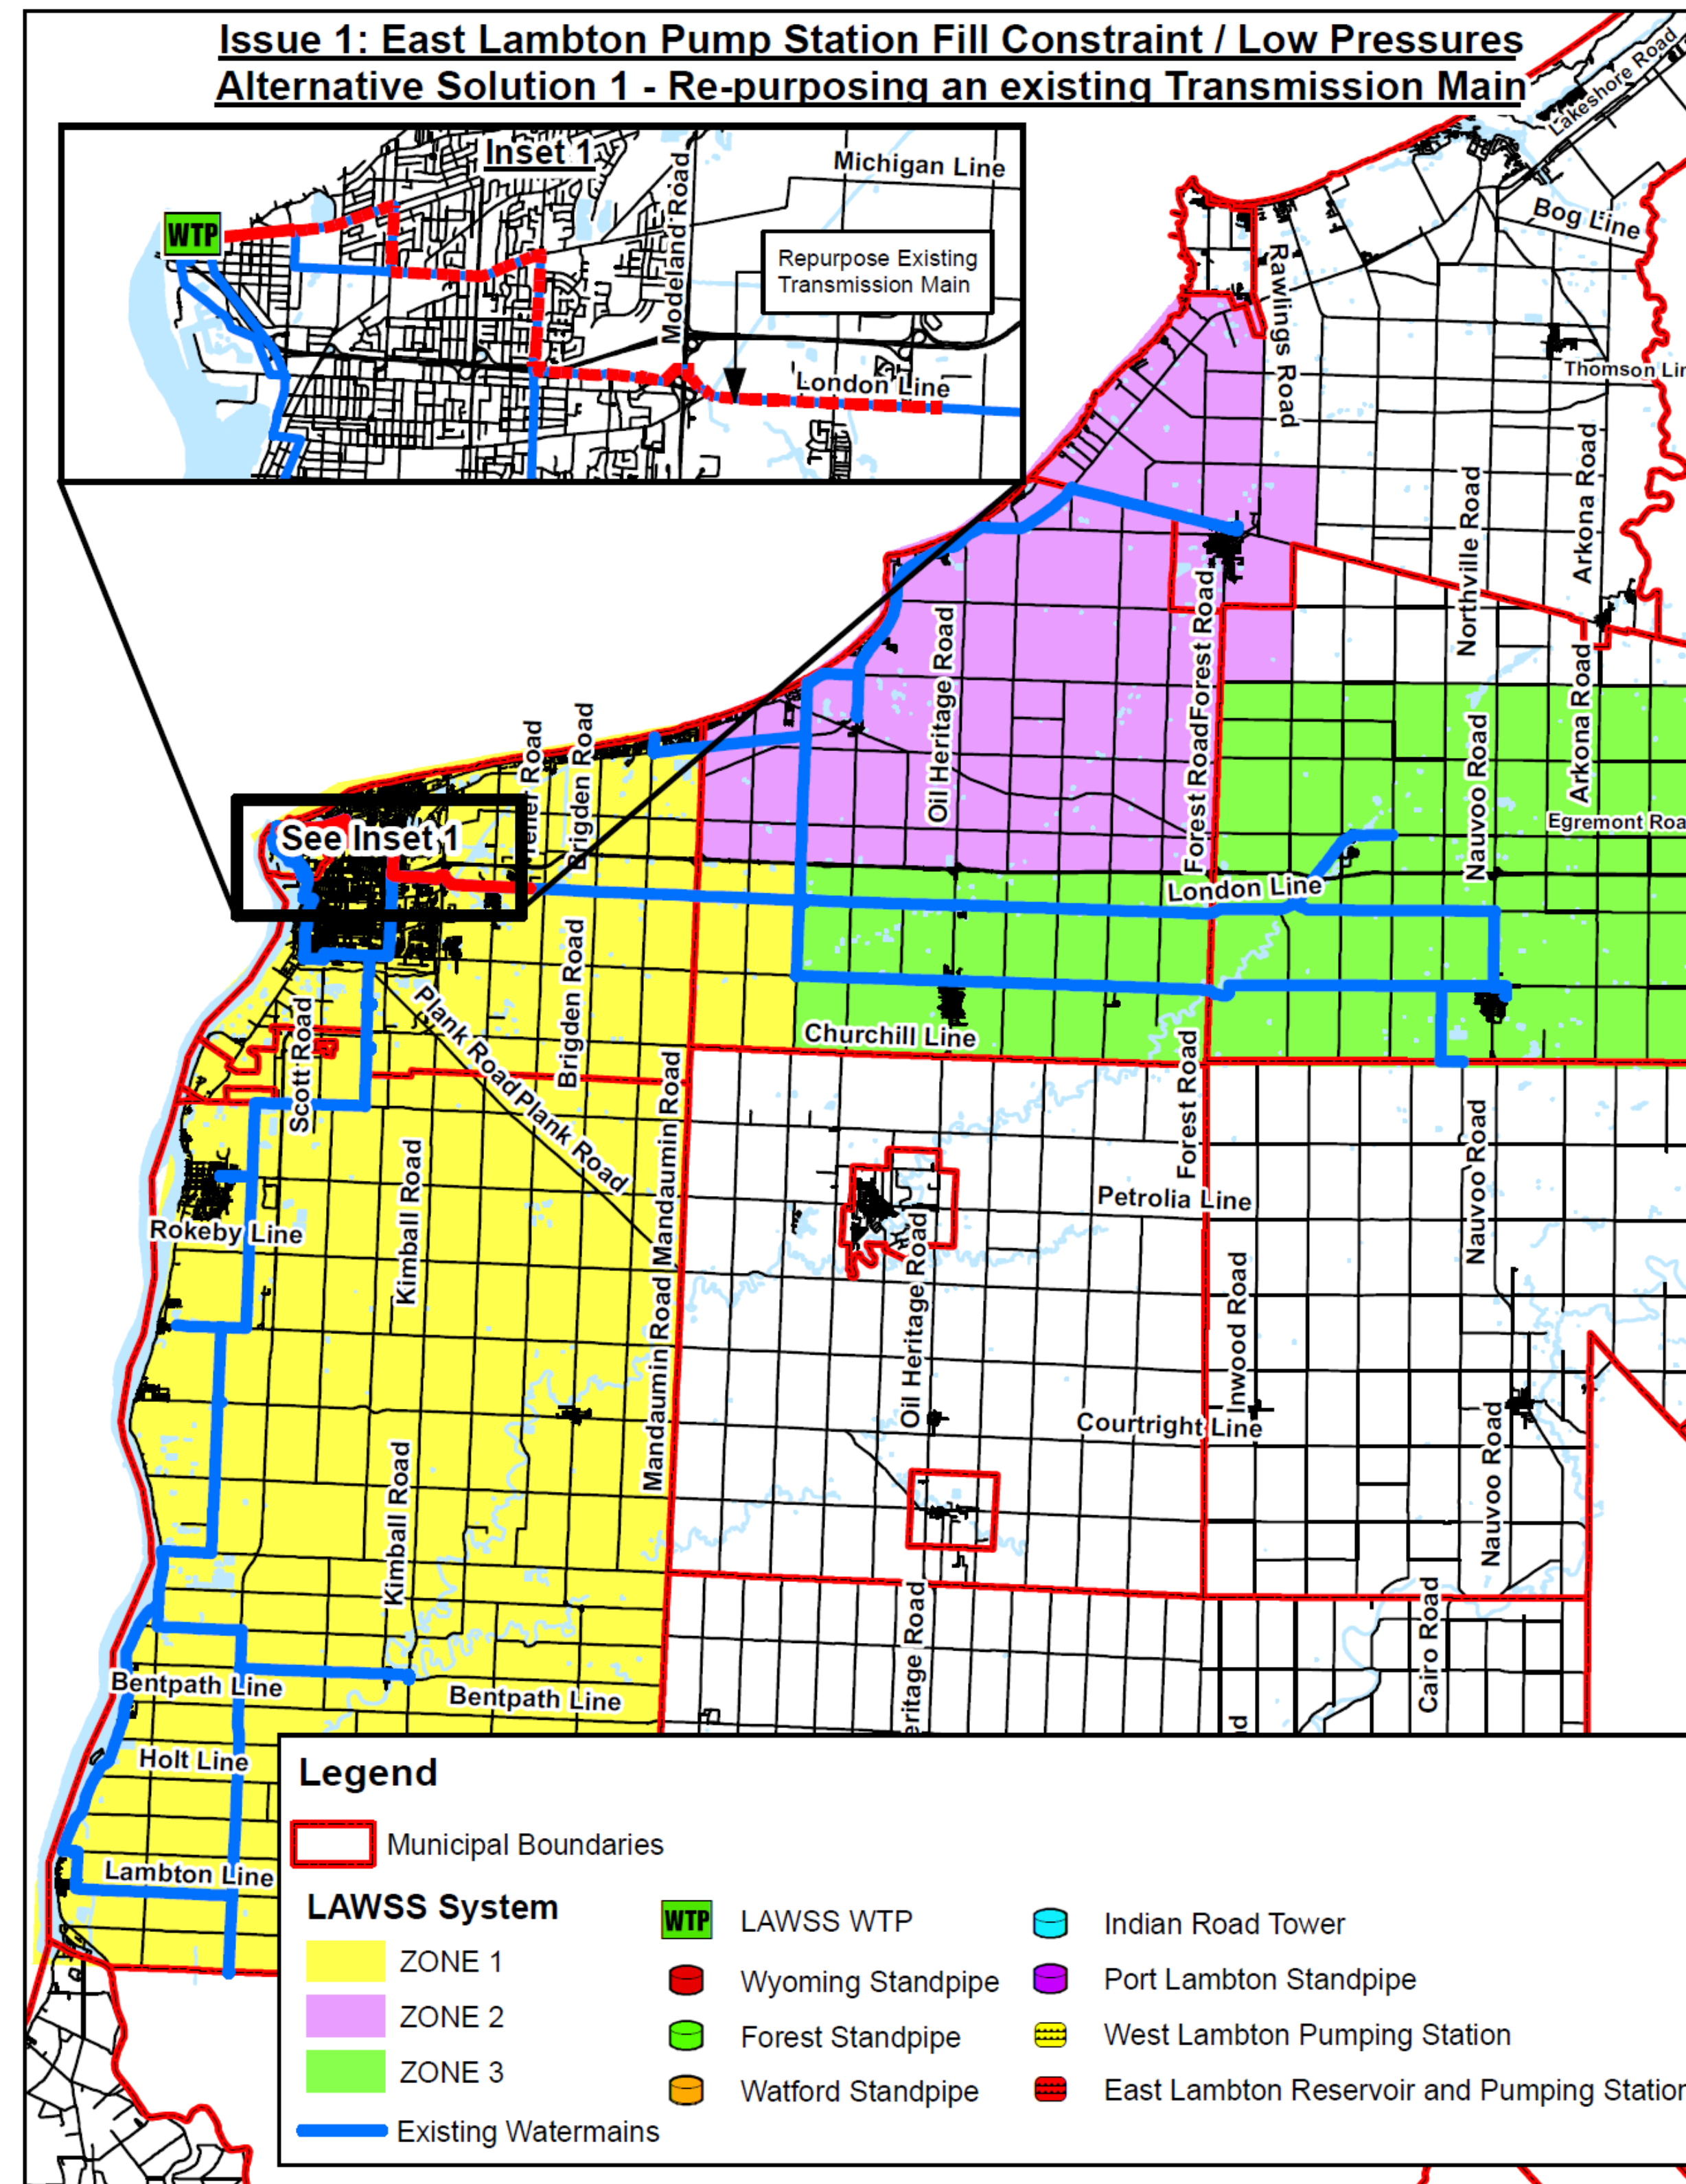 Issue 1: East Lambton Pump Station Fill Constraint / Low Pressures
Alternative Solution 1 - Re-purposing an existing Transmission Main
Lakeshore Road
Inset 1
Michigan Line
Modeland Road
WTP
Repurpose Existing
Transmission Main
London Line
Bog Line
Rawlings Road
Thomson Lin
Arkona Road
Northville Road
Forest Road
Oil Heritage Road
Arkona Road
Forest Road
Nauvoo Road
Brigden Road
See Inset 1
Egremont Roa
Forest Road
London Line
Brigden Road
Plank Road
Plank Road
Scott Road
Churchill Line
Mandaumin Road
Forest Road
Nauvoo Road
Kimball Road
Petrolia Line
Rokeby Line
Oil Heritage Road
Inwood Road
Mandaumin Road
Courtright Line
Nauvoo Road
Kimball Road
Cairo Road
eritage Road
Bentpath Line
Bentpath Line
d
Holt Line
Lambton Line
Legend
Municipal Boundaries
LAWSS System
ZONE 1
ZONE 2
ZONE 3
Existing Watermains
WTP LAWSS WTP
Wyoming Standpipe
Forest Standpipe
Watford Standpipe
Indian Road Tower
Port Lambton Standpipe
West Lambton Pumping Station
East Lambton Reservoir and Pumping Station